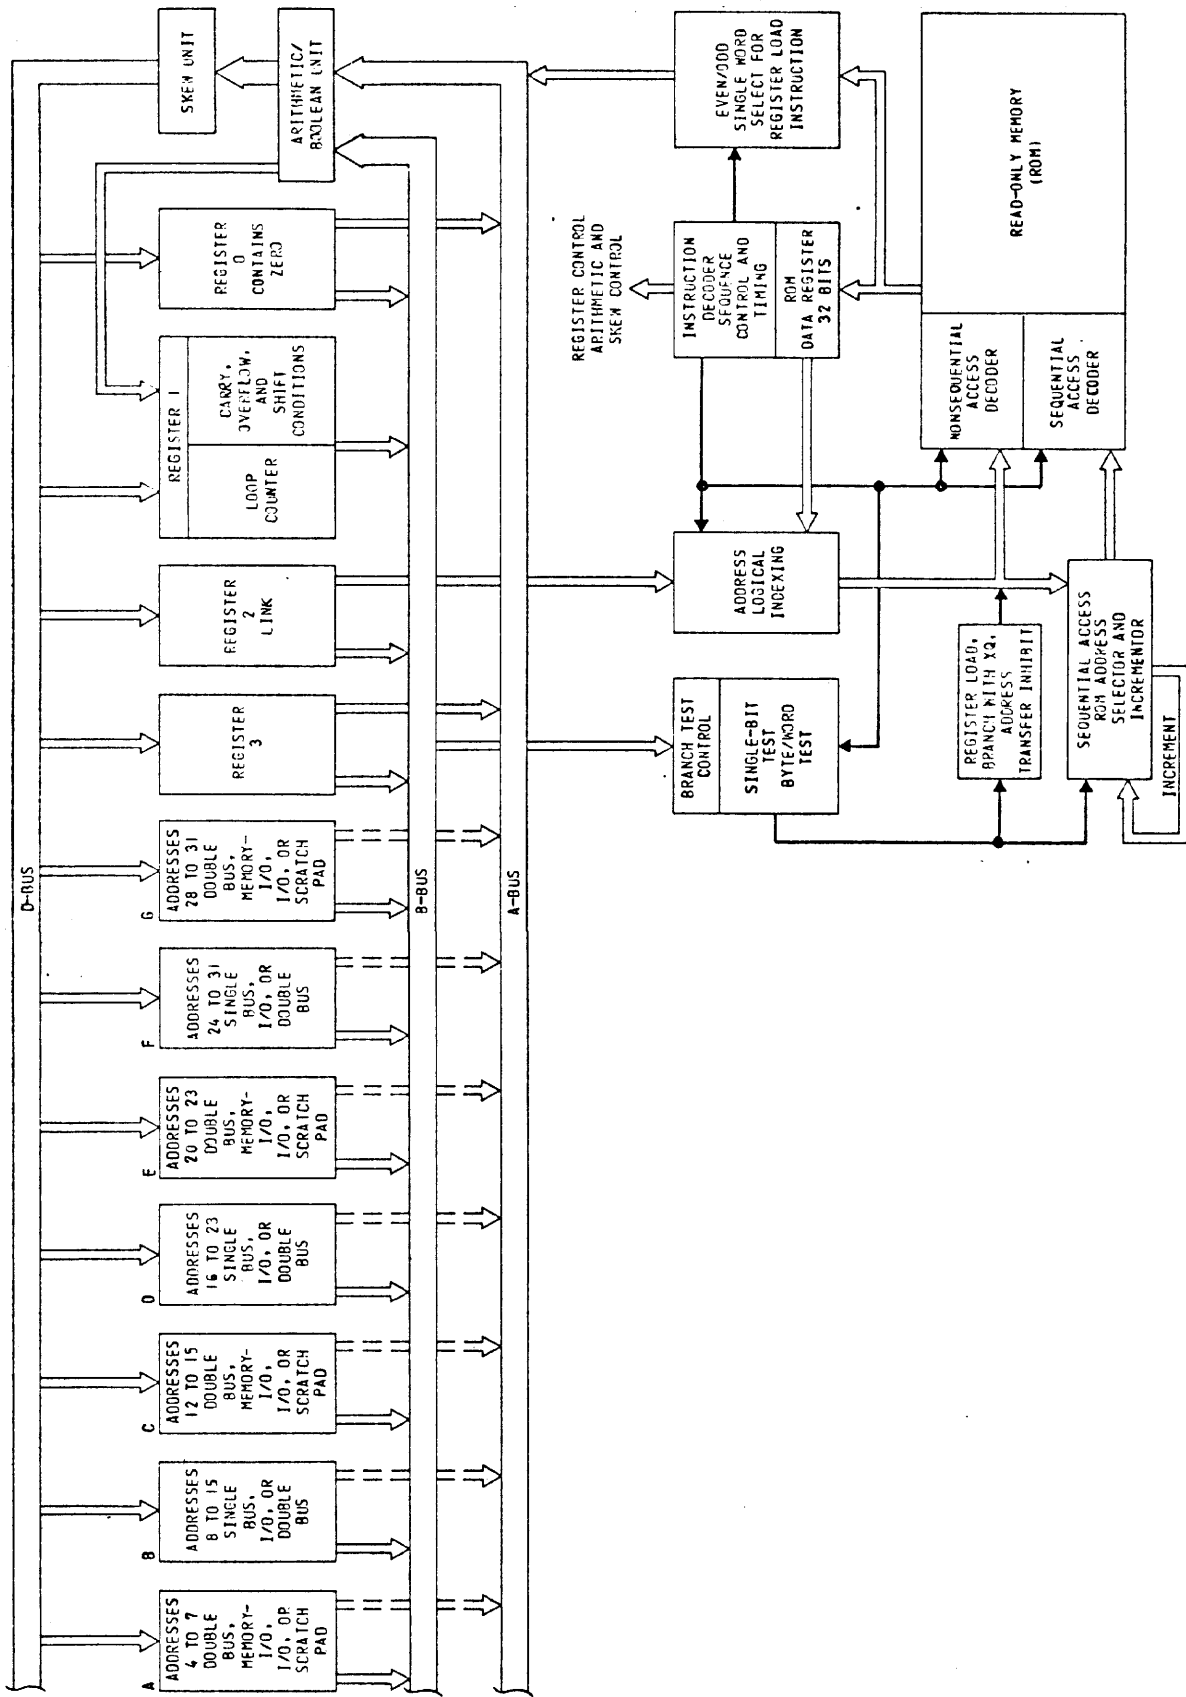 D-BUS
SKEW UNIT
ARITHMETIC/
BOOLEAN UNIT
A
ADDRESSES
4 TO 7
DOUBLE
BUS,
MEMORY-
I/O,
I/O, OR
SCRATCH
PAD
B
ADDRESSES
8 TO 15
SINGLE
BUS,
I/O, OR
DOUBLE
BUS
C
ADDRESSES
12 TO 15
DOUBLE
BUS,
MEMORY-
I/O,
I/O, OR
SCRATCH
PAD
D
ADDRESSES
16 TO 23
SINGLE
BUS,
I/O, OR
DOUBLE
BUS
E
ADDRESSES
20 TO 23
DOUBLE
BUS,
MEMORY-
I/O,
I/O, OR
SCRATCH
PAD
F
ADDRESSES
24 TO 31
SINGLE
BUS,
I/O, OR
DOUBLE
BUS
G
ADDRESSES
28 TO 31
DOUBLE
BUS,
MEMORY-
I/O,
I/O, OR
SCRATCH
PAD
REGISTER
3
REGISTER
2
LINK
REGISTER 1
LOOP
COUNTER
CARRY,
OVERFLOW,
AND
SHIFT
CONDITIONS
REGISTER
0
CONTAINS
ZERO
B-BUS
A-BUS
REGISTER CONTROL
ARITHMETIC AND
SKEW CONTROL
BRANCH TEST
CONTROL
SINGLE-BIT
TEST
BYTE/WORD
TEST
ADDRESS
LOGICAL
INDEXING
INSTRUCTION
DECODER
SEQUENCE
CONTROL AND
TIMING
ROM
DATA REGISTER
32 BITS
EVEN/ODD
SINGLE WORD
SELECT FOR
REGISTER LOAD
INSTRUCTION
REGISTER LOAD,
BRANCH WITH XQ,
ADDRESS
TRANSFER INHIBIT
NONSEQUENTIAL
ACCESS
DECODER
SEQUENTIAL
ACCESS
DECODER
READ-ONLY MEMORY
(ROM)
SEQUENTIAL ACCESS
ROM ADDRESS
SELECTOR AND
INCREMENTOR
INCREMENT